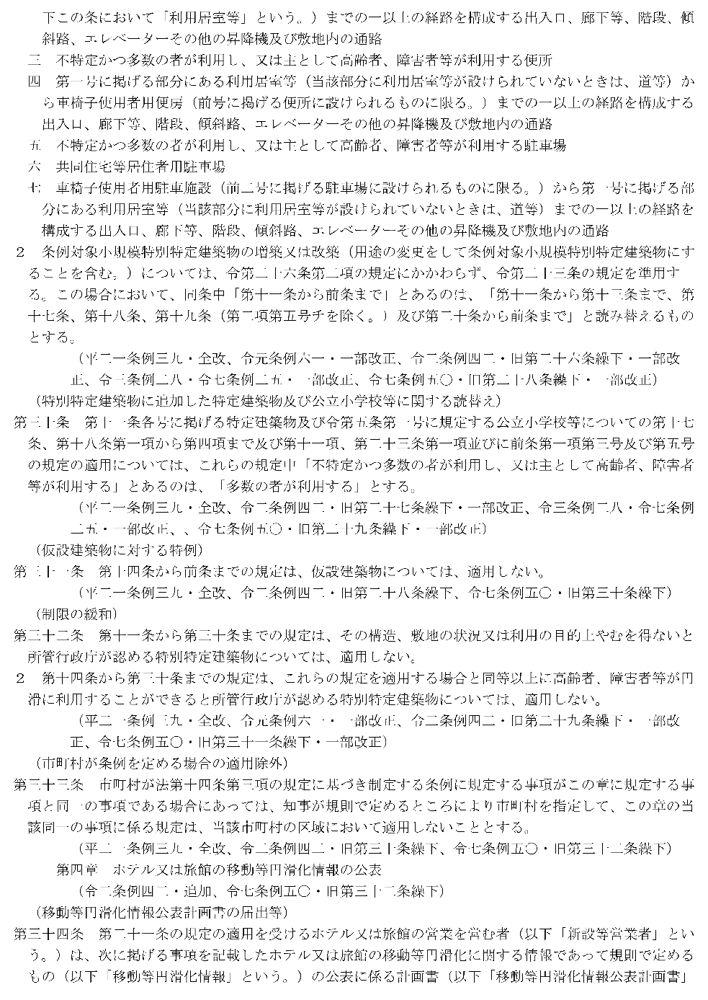 下この条において「利用居室等」という。）までの一以上の経路を構成する出入口、廊下等、階段、傾
斜路、エレベーターその他の昇降機及び敷地内の通路
三　不特定かつ多数の者が利用し、又は主として高齢者、障害者等が利用する便所
四　第一号に掲げる部分にある利用居室等（当該部分に利用居室等が設けられていないときは、道等）か
ら車椅子使用者用便房（前号に掲げる便所に設けられるものに限る。）までの一以上の経路を構成する
出入口、廊下等、階段、傾斜路、エレベーターその他の昇降機及び敷地内の通路
五　不特定かつ多数の者が利用し、又は主として高齢者、障害者等が利用する駐車場
六　共同住宅等居住者用駐車場
七　車椅子使用者用駐車施設（前二号に掲げる駐車場に設けられるものに限る。）から第一号に掲げる部
分にある利用居室等（当該部分に利用居室等が設けられていないときは、道等）までの一以上の経路を
構成する出入口、廊下等、階段、傾斜路、エレベーターその他の昇降機及び敷地内の通路
２　条例対象小規模特別特定建築物の増築又は改築（用途の変更をして条例対象小規模特別特定建築物にす
ることを含む。）については、令第二十六条第二項の規定にかかわらず、令第二十三条の規定を準用す
る。この場合において、同条中「第十一条から前条まで」とあるのは、「第十一条から第十三条まで、第
十七条、第十八条、第十九条（第二項第五号チを除く。）及び第二十条から前条まで」と読み替えるもの
とする。
（平二一条例三九・全改、令元条例六一・一部改正、令二条例四二・旧第二十六条繰下・一部改
正、令三条例二八・令七条例二五・一部改正、令七条例五〇・旧第二十八条繰下・一部改正）
（特別特定建築物に追加した特定建築物及び公立小学校等に関する読替え）
第三十条　第十一条各号に掲げる特定建築物及び令第五条第一号に規定する公立小学校等についての第十七
条、第十八条第一項から第四項まで及び第十一項、第二十三条第一項並びに前条第一項第三号及び第五号
の規定の適用については、これらの規定中「不特定かつ多数の者が利用し、又は主として高齢者、障害者
等が利用する」とあるのは、「多数の者が利用する」とする。
（平二一条例三九・全改、令二条例四二・旧第二十七条繰下・一部改正、令三条例二八・令七条例
二五・一部改正、、令七条例五〇・旧第二十九条繰下・一部改正）
（仮設建築物に対する特例）
第三十一条　第十四条から前条までの規定は、仮設建築物については、適用しない。
（平二一条例三九・全改、令二条例四二・旧第二十八条繰下、令七条例五〇・旧第三十条繰下）
（制限の緩和）
第三十二条　第十一条から第三十条までの規定は、その構造、敷地の状況又は利用の目的上やむを得ないと
所管行政庁が認める特別特定建築物については、適用しない。
２　第十四条から第三十条までの規定は、これらの規定を適用する場合と同等以上に高齢者、障害者等が円
滑に利用することができると所管行政庁が認める特別特定建築物については、適用しない。
（平二一条例三九・全改、令元条例六一・一部改正、令二条例四二・旧第二十九条繰下・一部改
正、令七条例五〇・旧第三十一条繰下・一部改正）
（市町村が条例を定める場合の適用除外）
第三十三条　市町村が法第十四条第三項の規定に基づき制定する条例に規定する事項がこの章に規定する事
項と同一の事項である場合にあっては、知事が規則で定めるところにより市町村を指定して、この章の当
該同一の事項に係る規定は、当該市町村の区域において適用しないこととする。
（平二一条例三九・全改、令二条例四二・旧第三十条繰下、令七条例五〇・旧第三十二条繰下）
第四章　ホテル又は旅館の移動等円滑化情報の公表
（令二条例四二・追加、令七条例五〇・旧第三十二条繰下）
（移動等円滑化情報公表計画書の届出等）
第三十四条　第二十一条の規定の適用を受けるホテル又は旅館の営業を営む者（以下「新設等営業者」とい
う。）は、次に掲げる事項を記載したホテル又は旅館の移動等円滑化に関する情報であって規則で定める
もの（以下「移動等円滑化情報」という。）の公表に係る計画書（以下「移動等円滑化情報公表計画書」